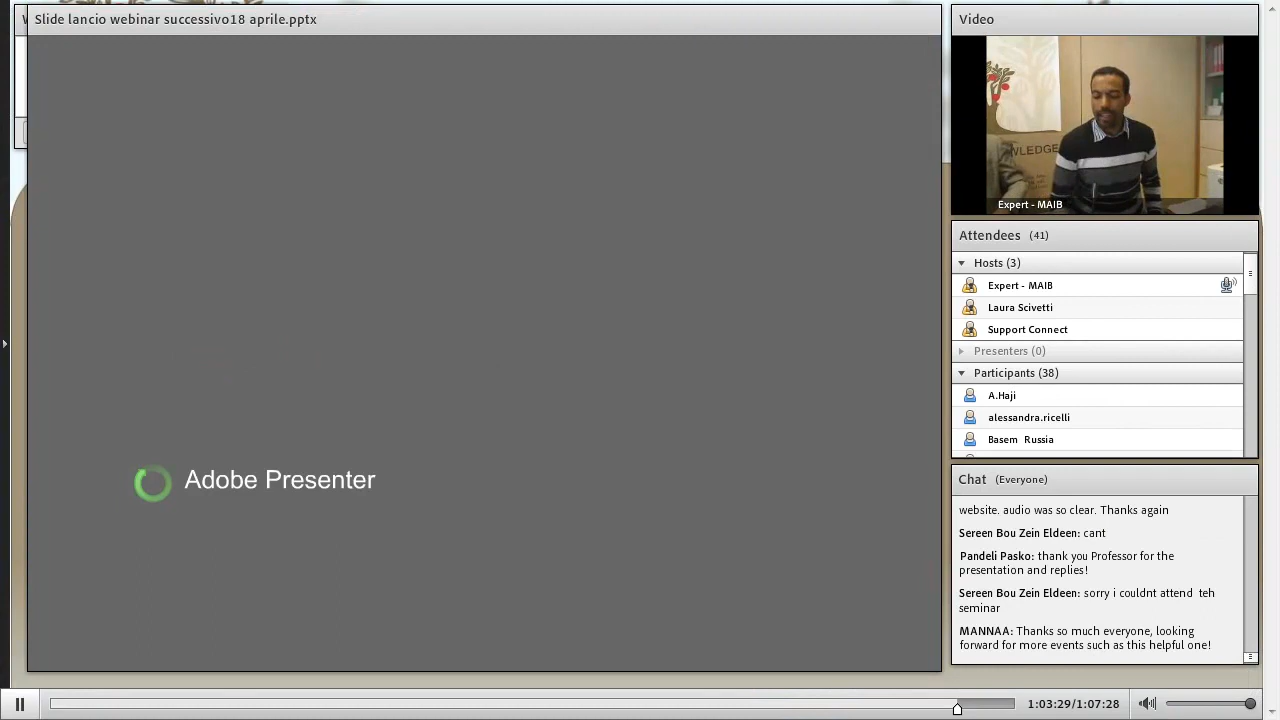 Slide lancio webinar successivo18 aprile.pptx
Adobe Presenter
Video
WLEDGE
Expert - MAIB
Attendees (41)
Hosts (3)
Expert - MAIB
Laura Scivetti
Support Connect
Presenters (0)
Participants (38)
A.Haji
alessandra.ricelli
Basem Russia
Chat (Everyone)
website. audio was so clear. Thanks again
Sereen Bou Zein Eldeen: cant
Pandeli Pasko: thank you Professor for the
presentation and replies!
Sereen Bou Zein Eldeen: sorry i couldnt attend teh
seminar
MANNAA: Thanks so much everyone, looking
forward for more events such as this helpful one!
1:03:29/1:07:28